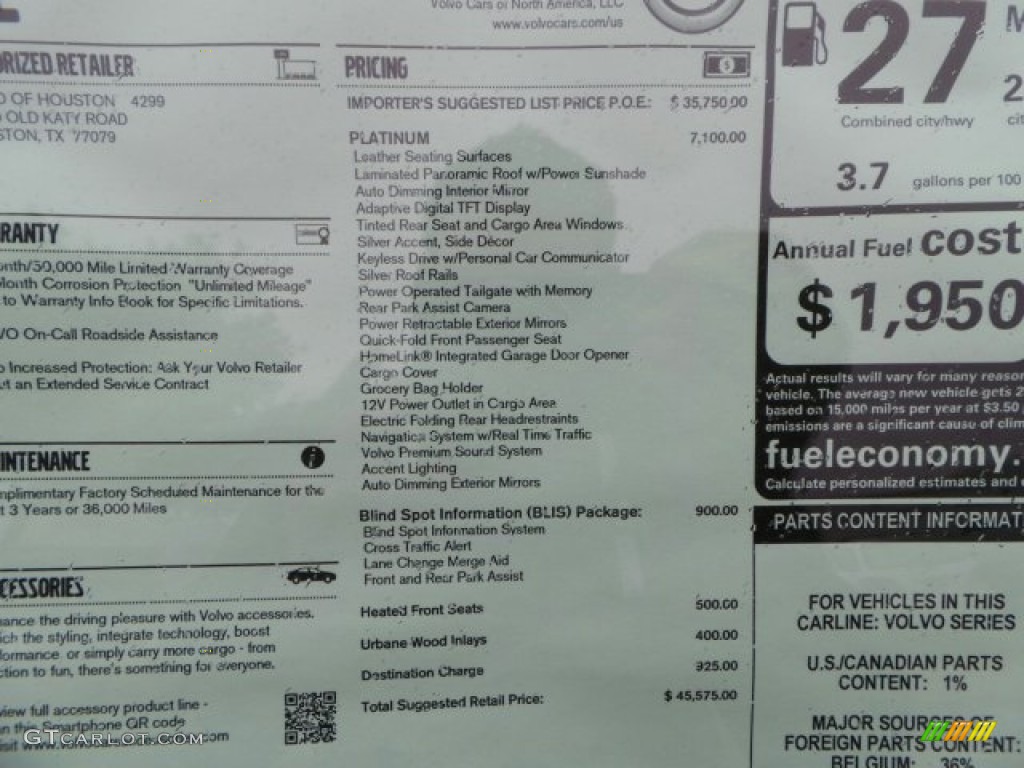 Volvo Cars of North America, LLC
www.volvocars.com/us
ORIZED RETAILER
O OF HOUSTON 4299
OLD KATY ROAD
STON, TX 77079
RANTY
onth/50,000 Mile Limited Warranty Coverage
Month Corrosion Protection "Unlimited Mileage"
to Warranty Info Book for Specific Limitations.
VO On-Call Roadside Assistance
o Increased Protection: Ask Your Volvo Retailer
ut an Extended Service Contract
INTENANCE
mplimentary Factory Scheduled Maintenance for the
t 3 Years or 36,000 Miles
CESSORIES
ance the driving pleasure with Volvo accessories.
ich the styling, integrate technology, boost
formance or simply carry more cargo - from
ction to fun, there's something for everyone.
view full accessory product line -
an this Smartphone QR code
PRICING
IMPORTER'S SUGGESTED LIST PRICE P.O.E.: $ 35,750.00
PLATINUM 7,100.00
Leather Seating Surfaces
Laminated Panoramic Roof w/Power Sunshade
Auto Dimming Interior Mirror
Adaptive Digital TFT Display
Tinted Rear Seat and Cargo Area Windows
Silver Accent, Side Décor
Keyless Drive w/Personal Car Communicator
Silver Roof Rails
Power Operated Tailgate with Memory
Rear Park Assist Camera
Power Retractable Exterior Mirrors
Quick-Fold Front Passenger Seat
HomeLink® Integrated Garage Door Opener
Cargo Cover
Grocery Bag Holder
12V Power Outlet in Cargo Area
Electric Folding Rear Headrestraints
Navigation System w/Real Time Traffic
Volvo Premium Sound System
Accent Lighting
Auto Dimming Exterior Mirrors
Blind Spot Information (BLIS) Package: 900.00
Blind Spot Information System
Cross Traffic Alert
Lane Change Merge Aid
Front and Rear Park Assist
Heated Front Seats 500.00
Urbane Wood Inlays 400.00
Destination Charge 925.00
Total Suggested Retail Price: $ 45,575.00
27
Combined city/hwy
3.7 gallons per 100
Annual Fuel cost
$ 1,950
Actual results will vary for many reason
vehicle. The average new vehicle gets 2
based on 15,000 miles per year at $3.50
emissions are a significant cause of clim
fueleconomy.
Calculate personalized estimates and
PARTS CONTENT INFORMAT
FOR VEHICLES IN THIS
CARLINE: VOLVO SERIES
U.S./CANADIAN PARTS
CONTENT: 1%
MAJOR SOURCES OF
FOREIGN PARTS CONTENT:
BELGIUM: 36%
GTcarlot.com